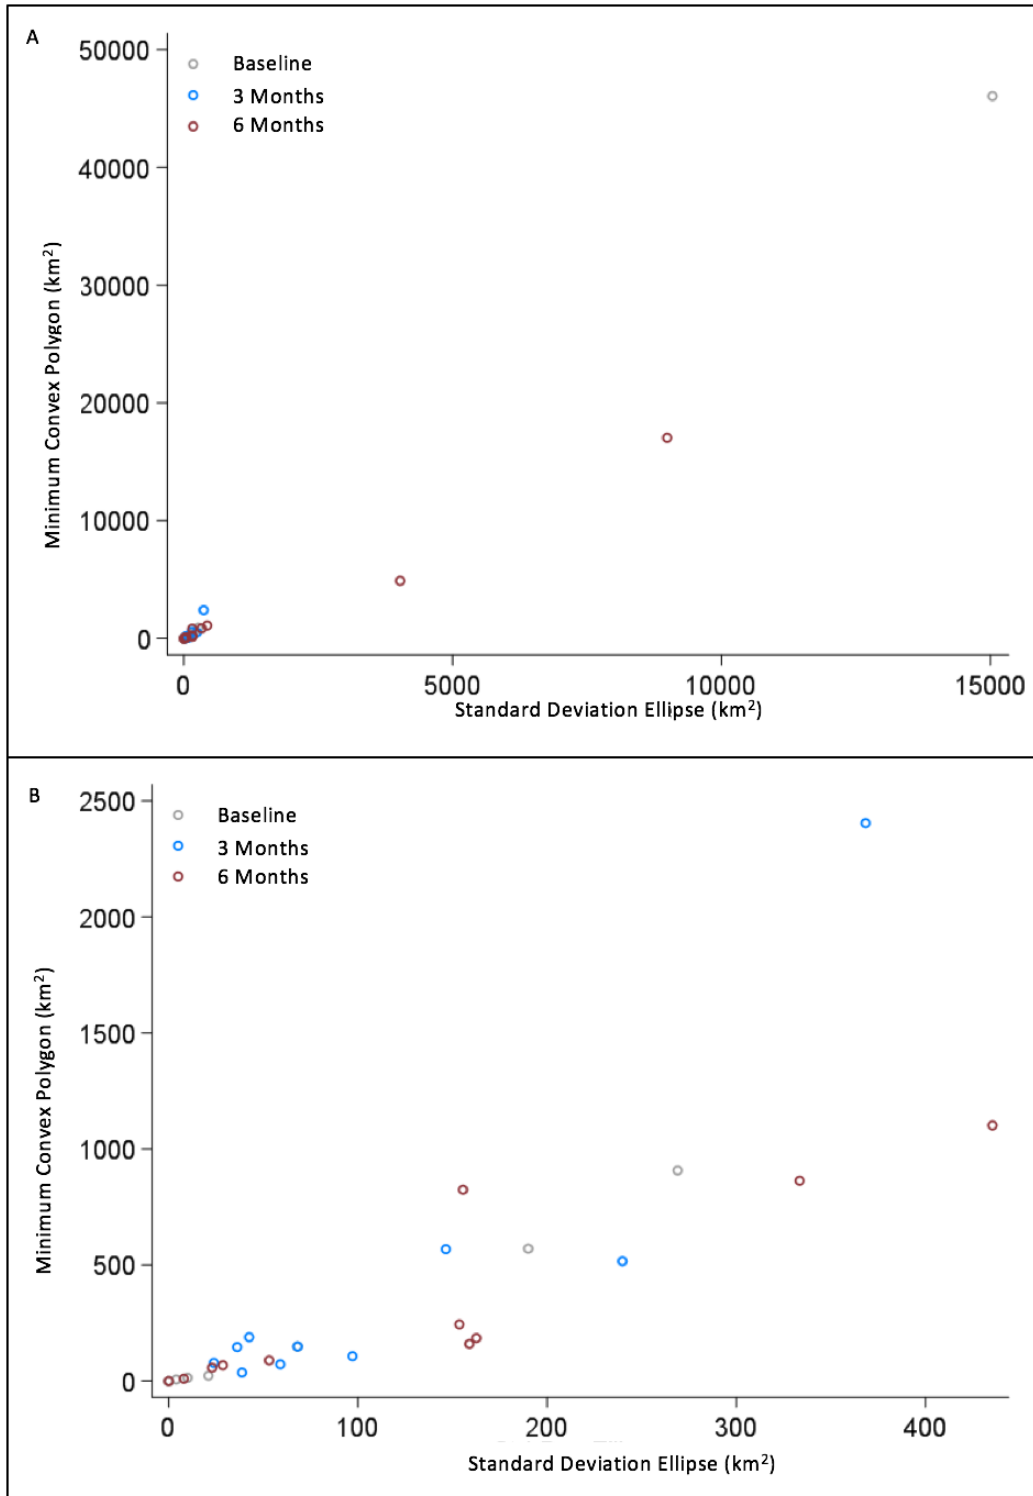 A
50000
Baseline
3 Months
6 Months
40000
30000
20000
10000
0
Minimum Convex Polygon (km²)
0 5000 10000 15000
Standard Deviation Ellipse (km²)
B
2500
Baseline
3 Months
6 Months
2000
1500
1000
500
0
Minimum Convex Polygon (km²)
0 100 200 300 400
Standard Deviation Ellipse (km²)